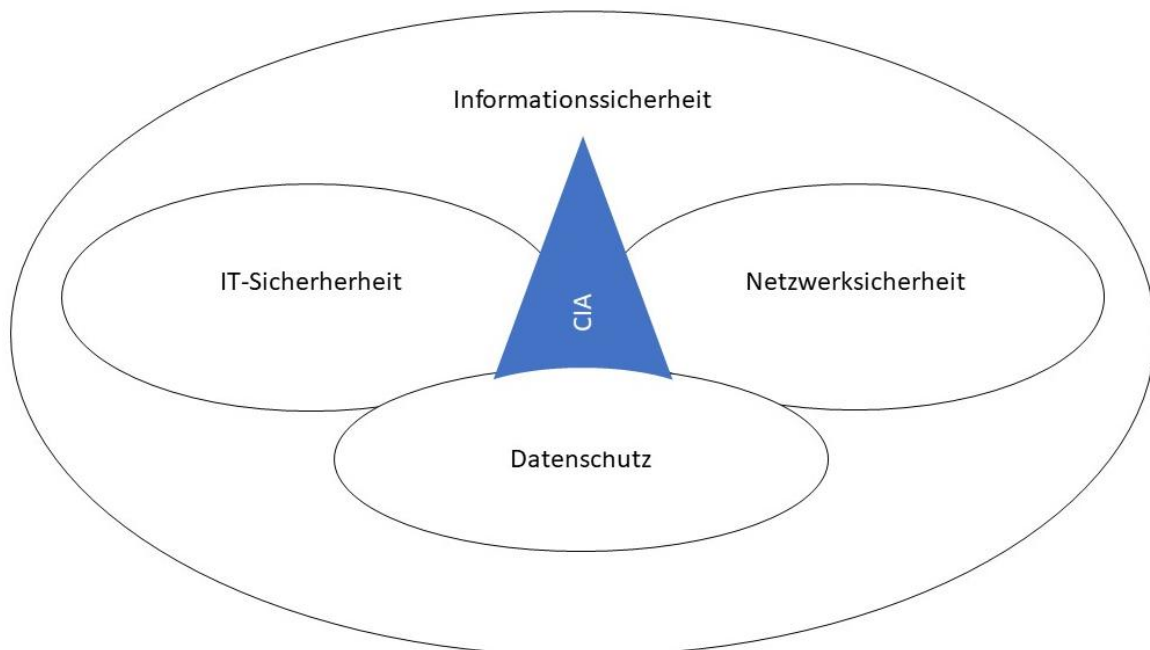 Informationssicherheit
IT-Sicherherheit
Netzwerksicherheit
CIA
Datenschutz